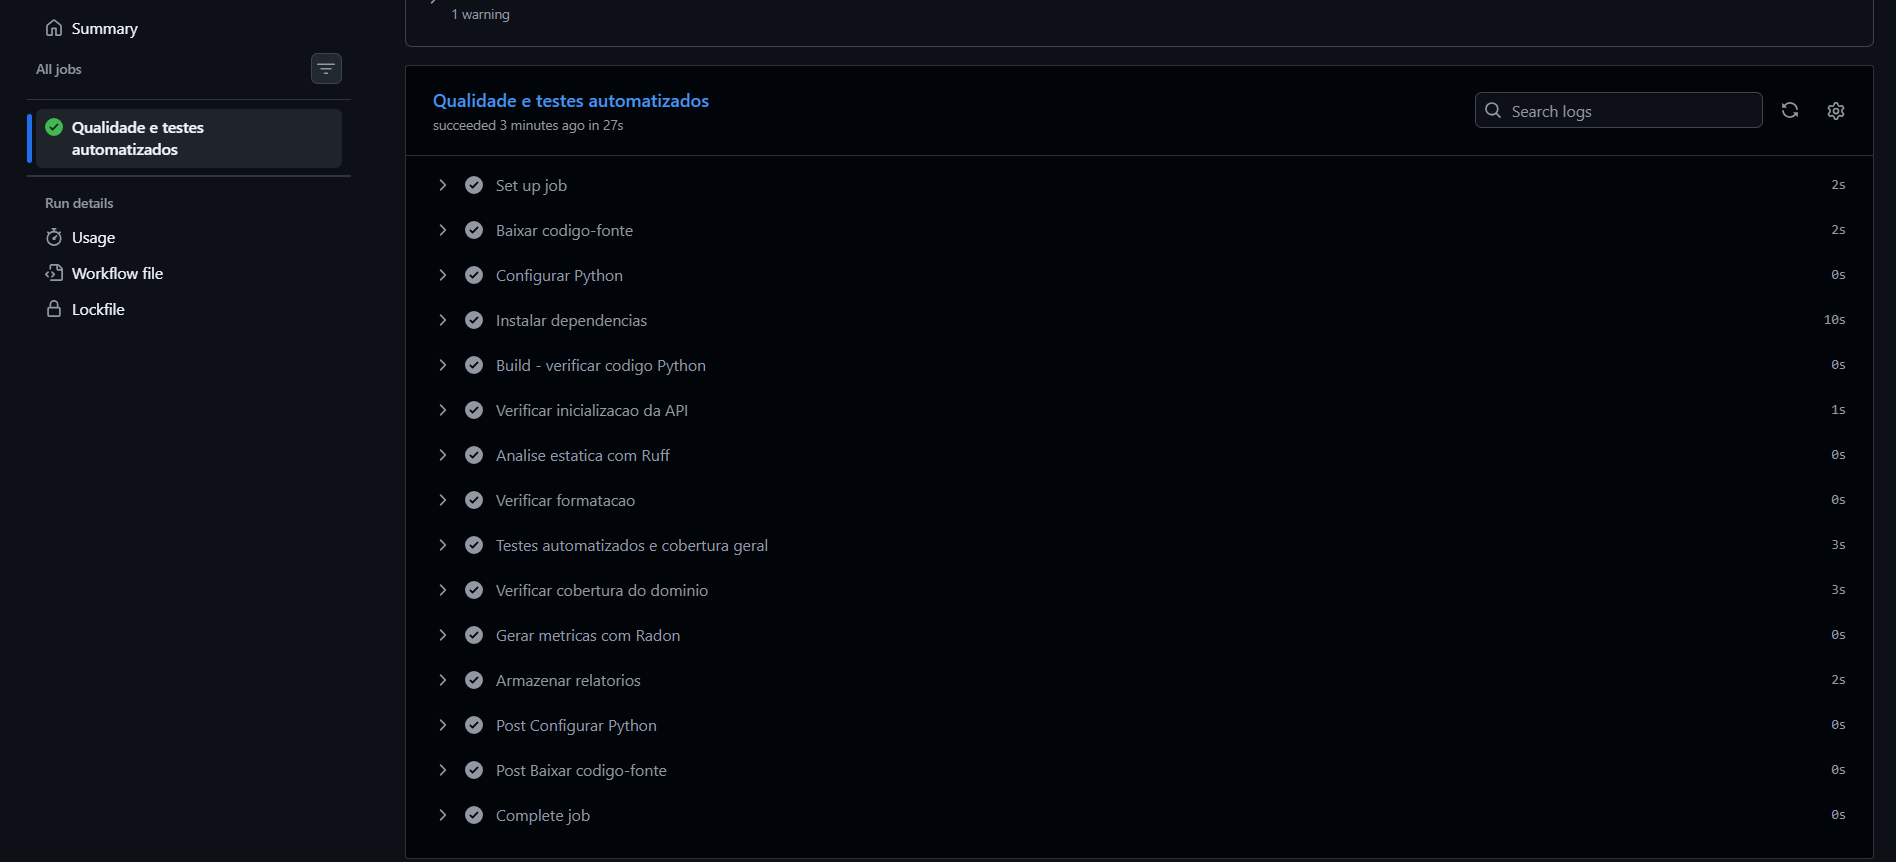 Summary
All jobs
Qualidade e testes
automatizados
Run details
Usage
Workflow file
Lockfile
1 warning
Qualidade e testes automatizados
succeeded 3 minutes ago in 27s
Search logs
Set up job 2s
Baixar codigo-fonte 2s
Configurar Python 0s
Instalar dependencias 10s
Build - verificar codigo Python 0s
Verificar inicializacao da API 1s
Analise estatica com Ruff 0s
Verificar formatacao 0s
Testes automatizados e cobertura geral 3s
Verificar cobertura do dominio 3s
Gerar metricas com Radon 0s
Armazenar relatorios 2s
Post Configurar Python 0s
Post Baixar codigo-fonte 0s
Complete job 0s